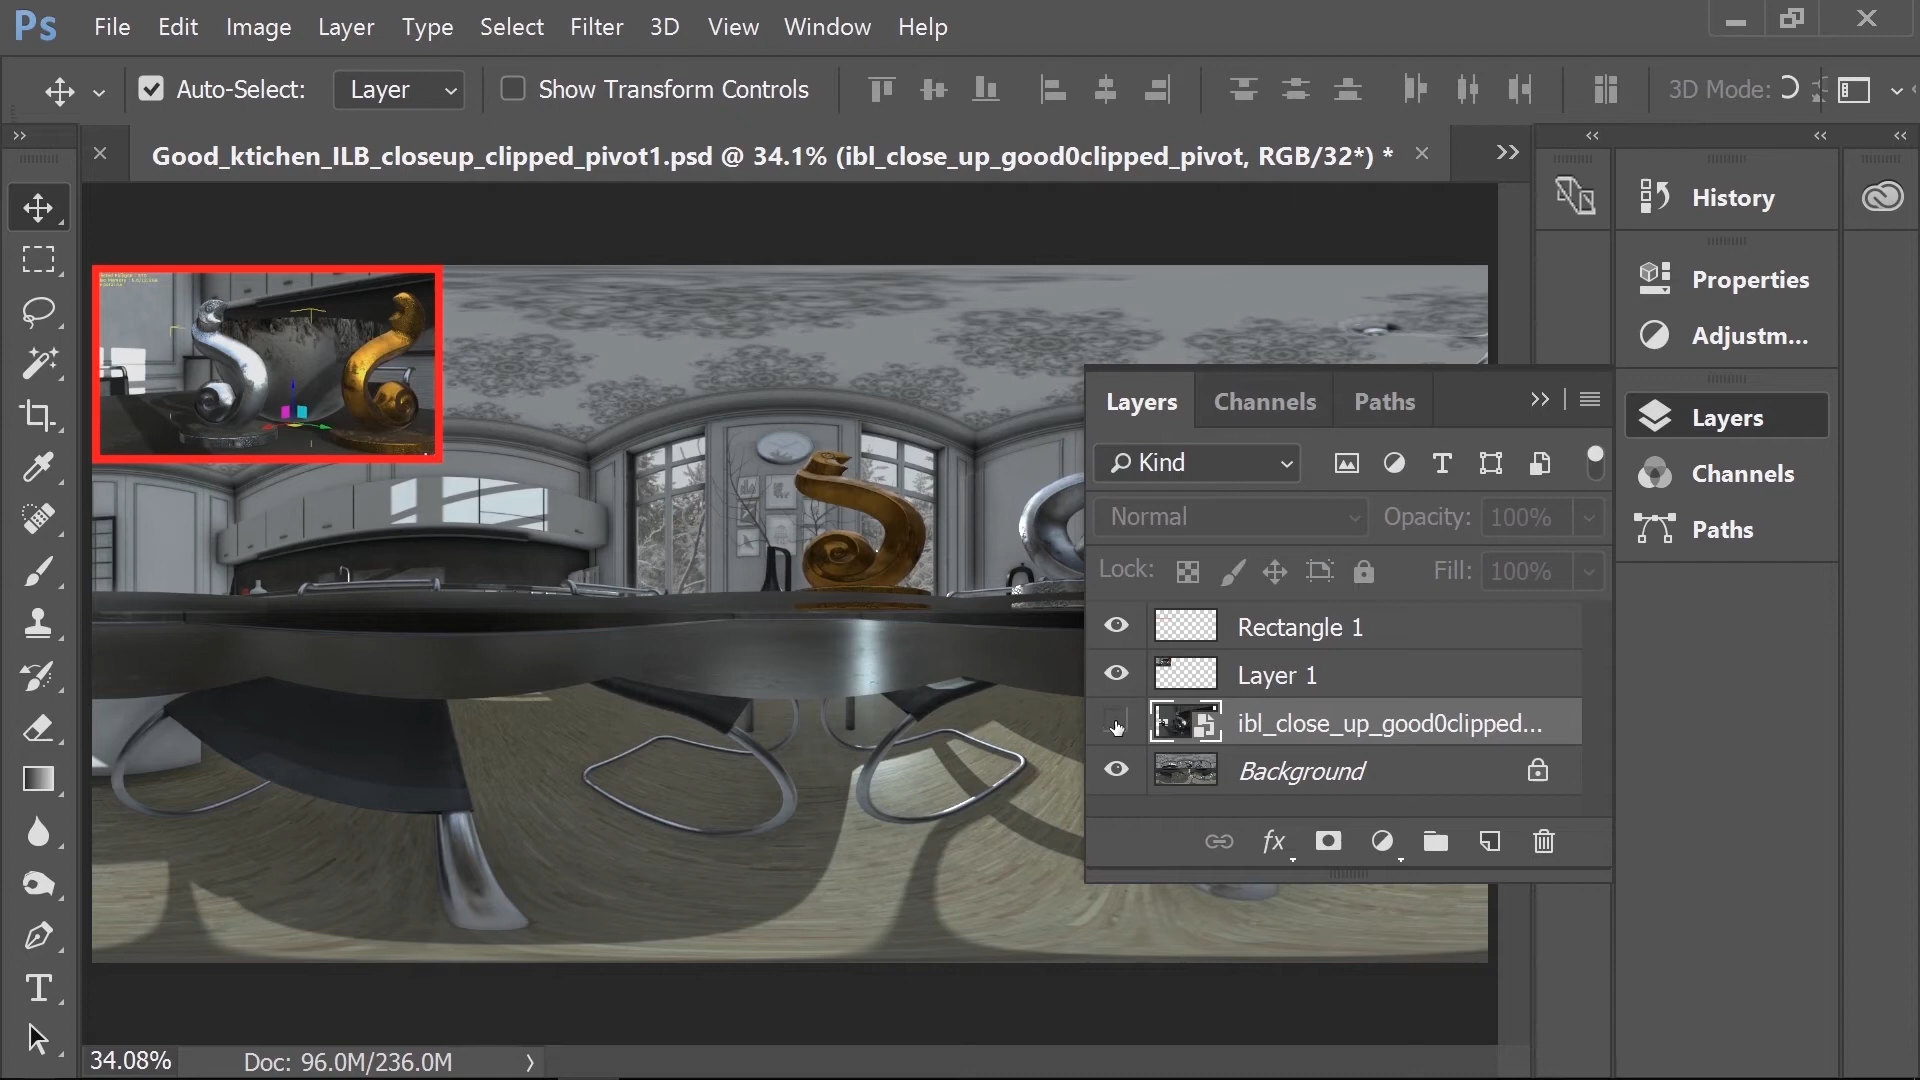 Ps File Edit Image Layer Type Select Filter 3D View Window Help
Auto-Select: Layer Show Transform Controls 3D Mode:
Good_ktichen_ILB_closeup_clipped_pivot1.psd @ 34.1% (ibl_close_up_good0clipped_pivot, RGB/32*) *
History
Properties
Adjustm...
Layers
Channels
Paths
Layers Channels Paths
Kind
Normal Opacity: 100%
Lock: Fill: 100%
Rectangle 1
Layer 1
ibl_close_up_good0clipped...
Background
fx
34.08% Doc: 96.0M/236.0M